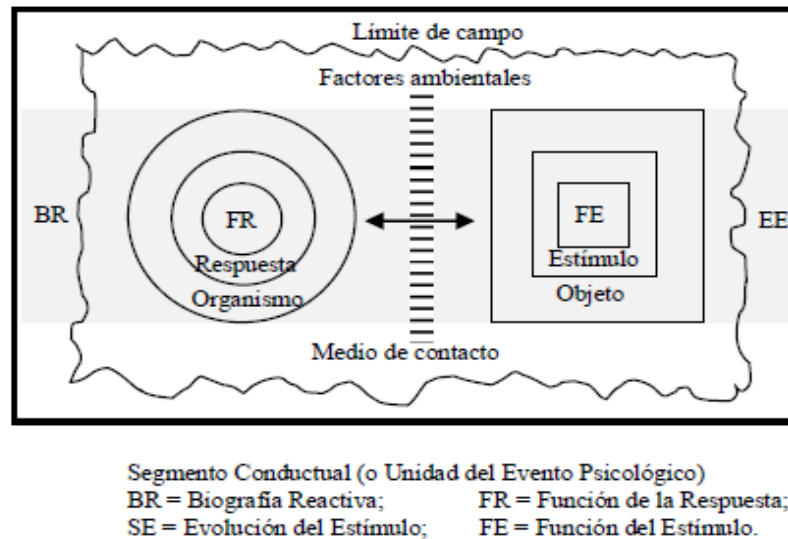 Límite de campo
Factores ambientales
BR
FR
FE
EE
Respuesta
Estímulo
Organismo
Objeto
Medio de contacto
Segmento Conductual (o Unidad del Evento Psicológico)
BR = Biografía Reactiva; FR = Función de la Respuesta;
SE = Evolución del Estímulo; FE = Función del Estímulo.